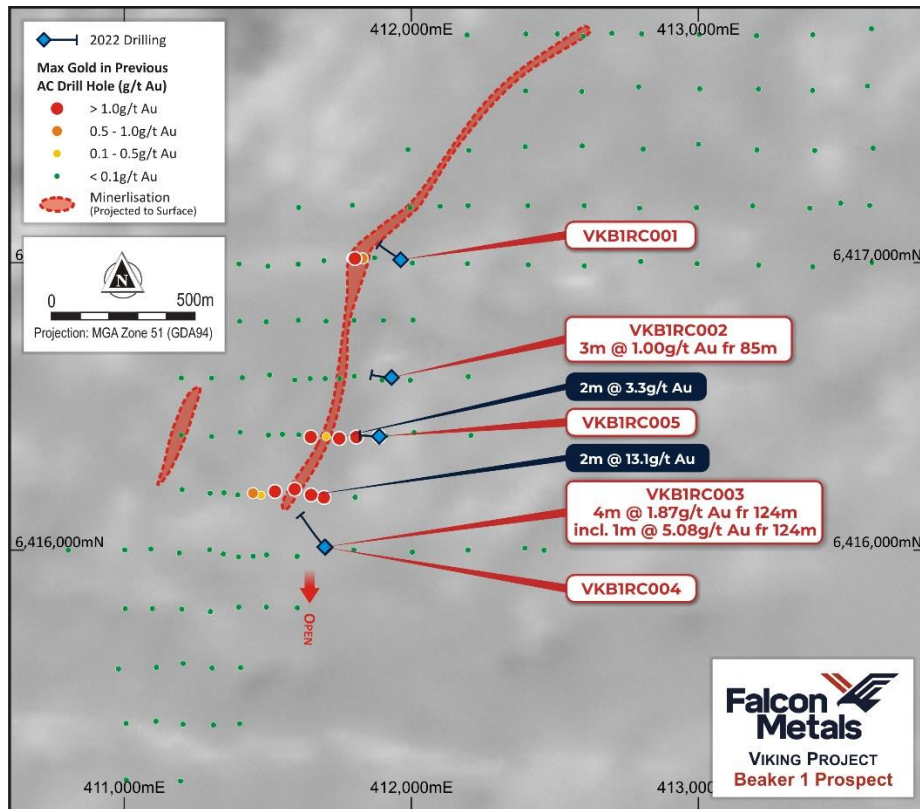 412,000mE
413,000mE
2022 Drilling
Max Gold in Previous
AC Drill Hole (g/t Au)
> 1.0g/t Au
0.5 - 1.0g/t Au
0.1 - 0.5g/t Au
< 0.1g/t Au
Minerlisation
(Projected to Surface)
N
0 500m
Projection: MGA Zone 51 (GDA94)
VKB1RC001
6
6,417,000mN
VKB1RC002
3m @ 1.00g/t Au fr 85m
2m @ 3.3g/t Au
VKB1RC005
2m @ 13.1g/t Au
VKB1RC003
4m @ 1.87g/t Au fr 124m
incl. 1m @ 5.08g/t Au fr 124m
6,416,000mN
6,416,000mN
VKB1RC004
OPEN
Falcon
Metals
VIKING PROJECT
Beaker 1 Prospect
411,000mE
412,000mE
413,000mE